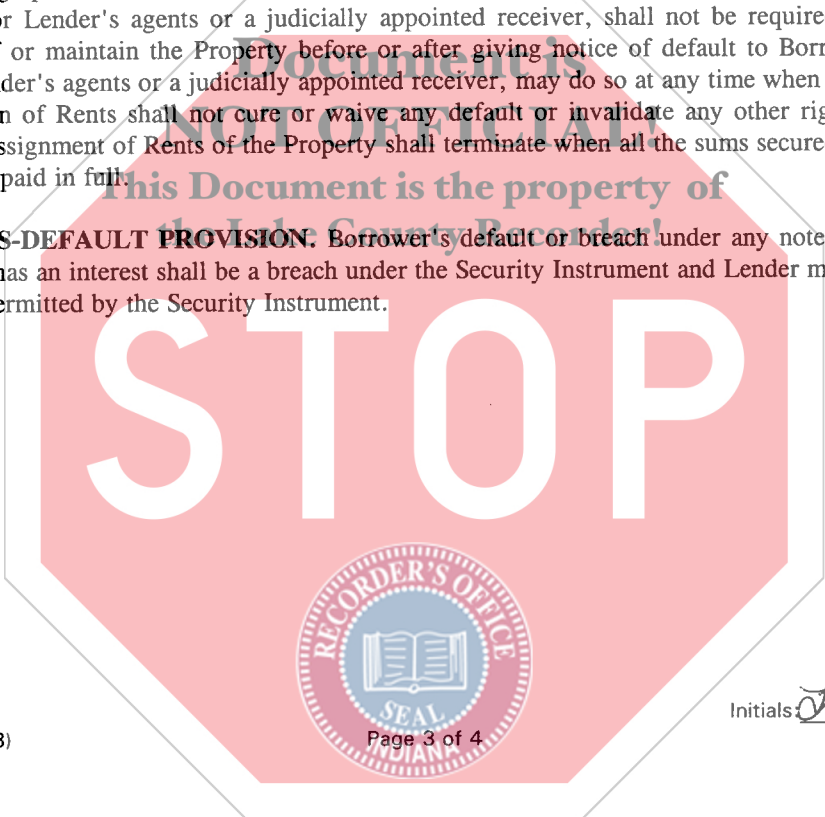 or Lender's agents or a judicially appointed receiver, shall not be require
or maintain the Property before or after giving notice of default to Borr
der's agents or a judicially appointed receiver, may do so at any time when
n of Rents shall not cure or waive any default or invalidate any other rig
ssignment of Rents of the Property shall terminate when all the sums secure
paid in full.
Document is
NOT OFFICIAL!
This Document is the property of
the Lake County Recorder!
S-DEFAULT PROVISION. Borrower's default or breach under any note
has an interest shall be a breach under the Security Instrument and Lender m
ermitted by the Security Instrument.
STOP
RECORDER'S OFFICE
SEAL
INDIANA
Initials:
3)
Page 3 of 4